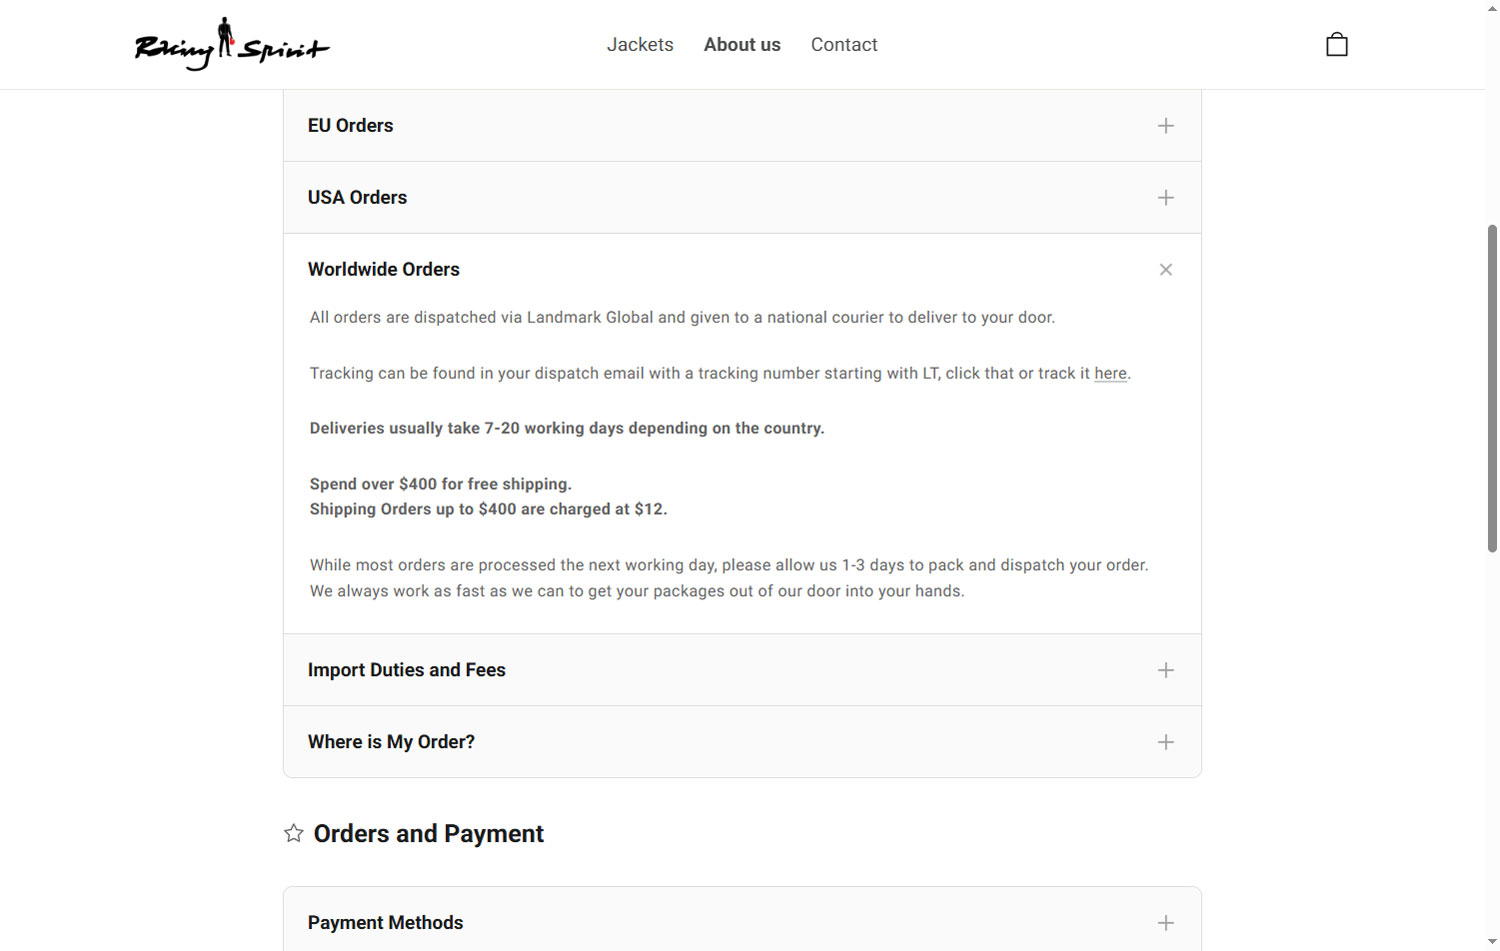 Racing Spirit
Jackets
About us
Contact
EU Orders
USA Orders
Worldwide Orders
All orders are dispatched via Landmark Global and given to a national courier to deliver to your door.
Tracking can be found in your dispatch email with a tracking number starting with LT, click that or track it here.
Deliveries usually take 7-20 working days depending on the country.
Spend over $400 for free shipping.
Shipping Orders up to $400 are charged at $12.
While most orders are processed the next working day, please allow us 1-3 days to pack and dispatch your order.
We always work as fast as we can to get your packages out of our door into your hands.
Import Duties and Fees
Where is My Order?
Orders and Payment
Payment Methods